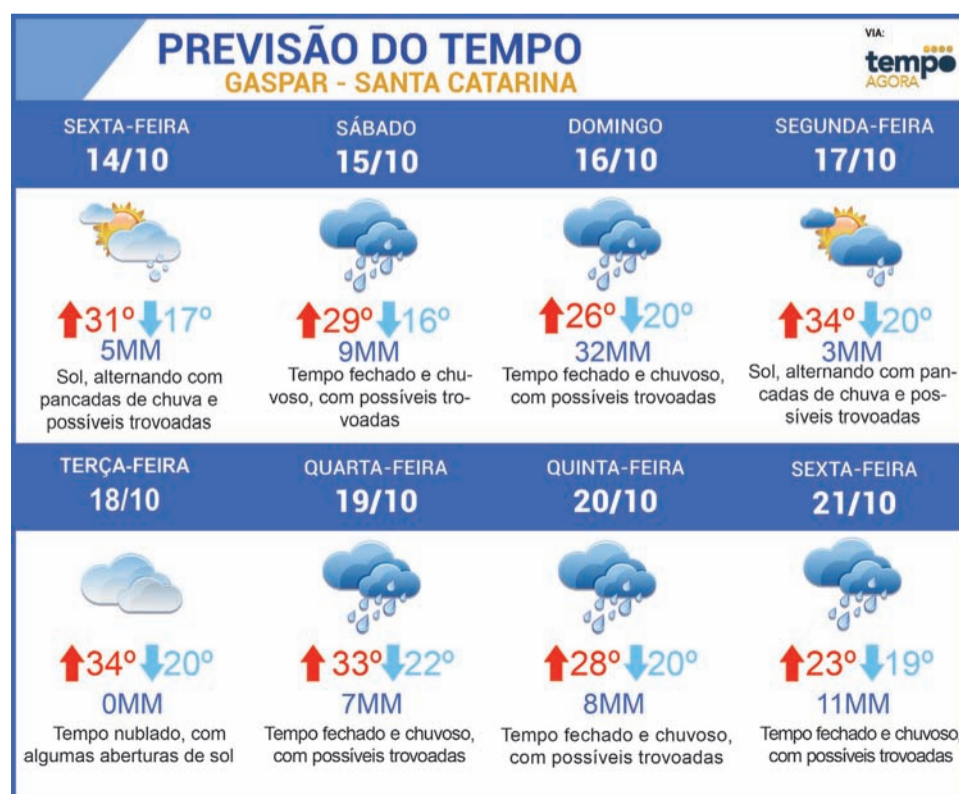 PREVISÃO DO TEMPO
GASPAR - SANTA CATARINA
VIA:
tempo
AGORA
SEXTA-FEIRA
14/10
SÁBADO
15/10
DOMINGO
16/10
SEGUNDA-FEIRA
17/10
31º 17º
5MM
Sol, alternando com
pancadas de chuva e
possíveis trovoadas
29º 16º
9MM
Tempo fechado e chu-
voso, com possíveis tro-
voadas
26º 20º
32MM
Tempo fechado e chuvoso,
com possíveis trovoadas
34º 20º
3MM
Sol, alternando com pan-
cadas de chuva e pos-
síveis trovoadas
TERÇA-FEIRA
18/10
QUARTA-FEIRA
19/10
QUINTA-FEIRA
20/10
SEXTA-FEIRA
21/10
34º 20º
0MM
Tempo nublado, com
algumas aberturas de sol
33º 22º
7MM
Tempo fechado e chuvoso,
com possíveis trovoadas
28º 20º
8MM
Tempo fechado e chuvoso,
com possíveis trovoadas
23º 19º
11MM
Tempo fechado e chuvoso,
com possíveis trovoadas